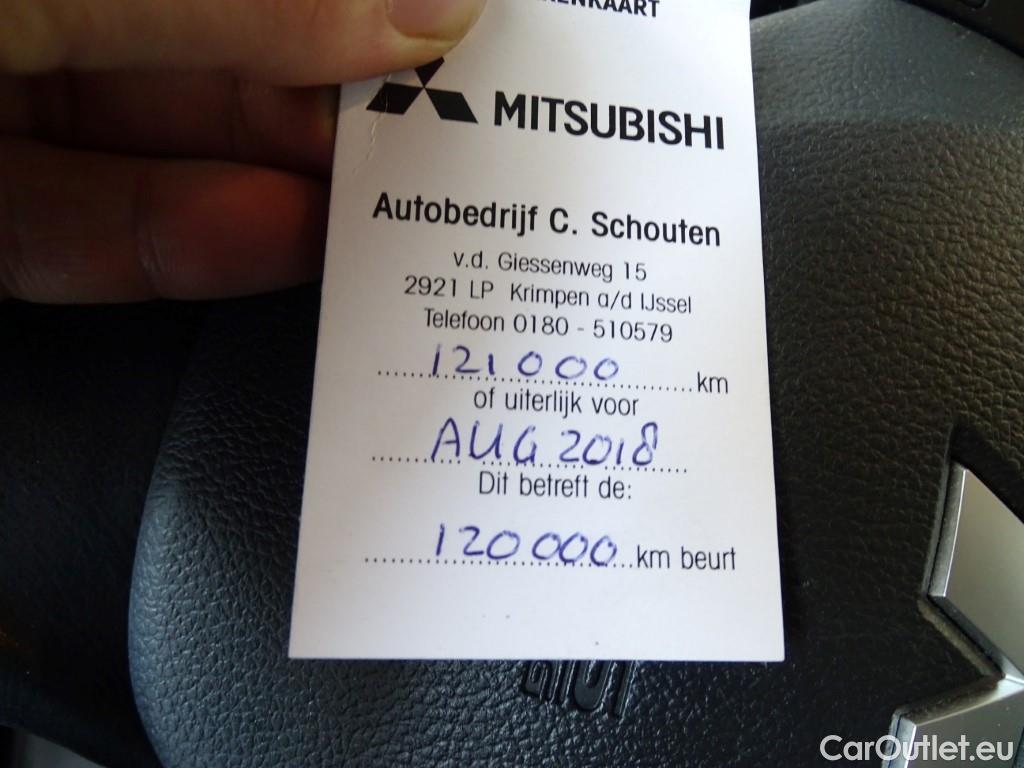 MITSUBISHI
Autobedrijf C. Schouten
v.d. Giessenweg 15
2921 LP Krimpen a/d IJssel
Telefoon 0180 - 510579
121000 km
of uiterlijk voor
AUG 2018
Dit betreft de:
120000 km beurt
CarOutlet.eu